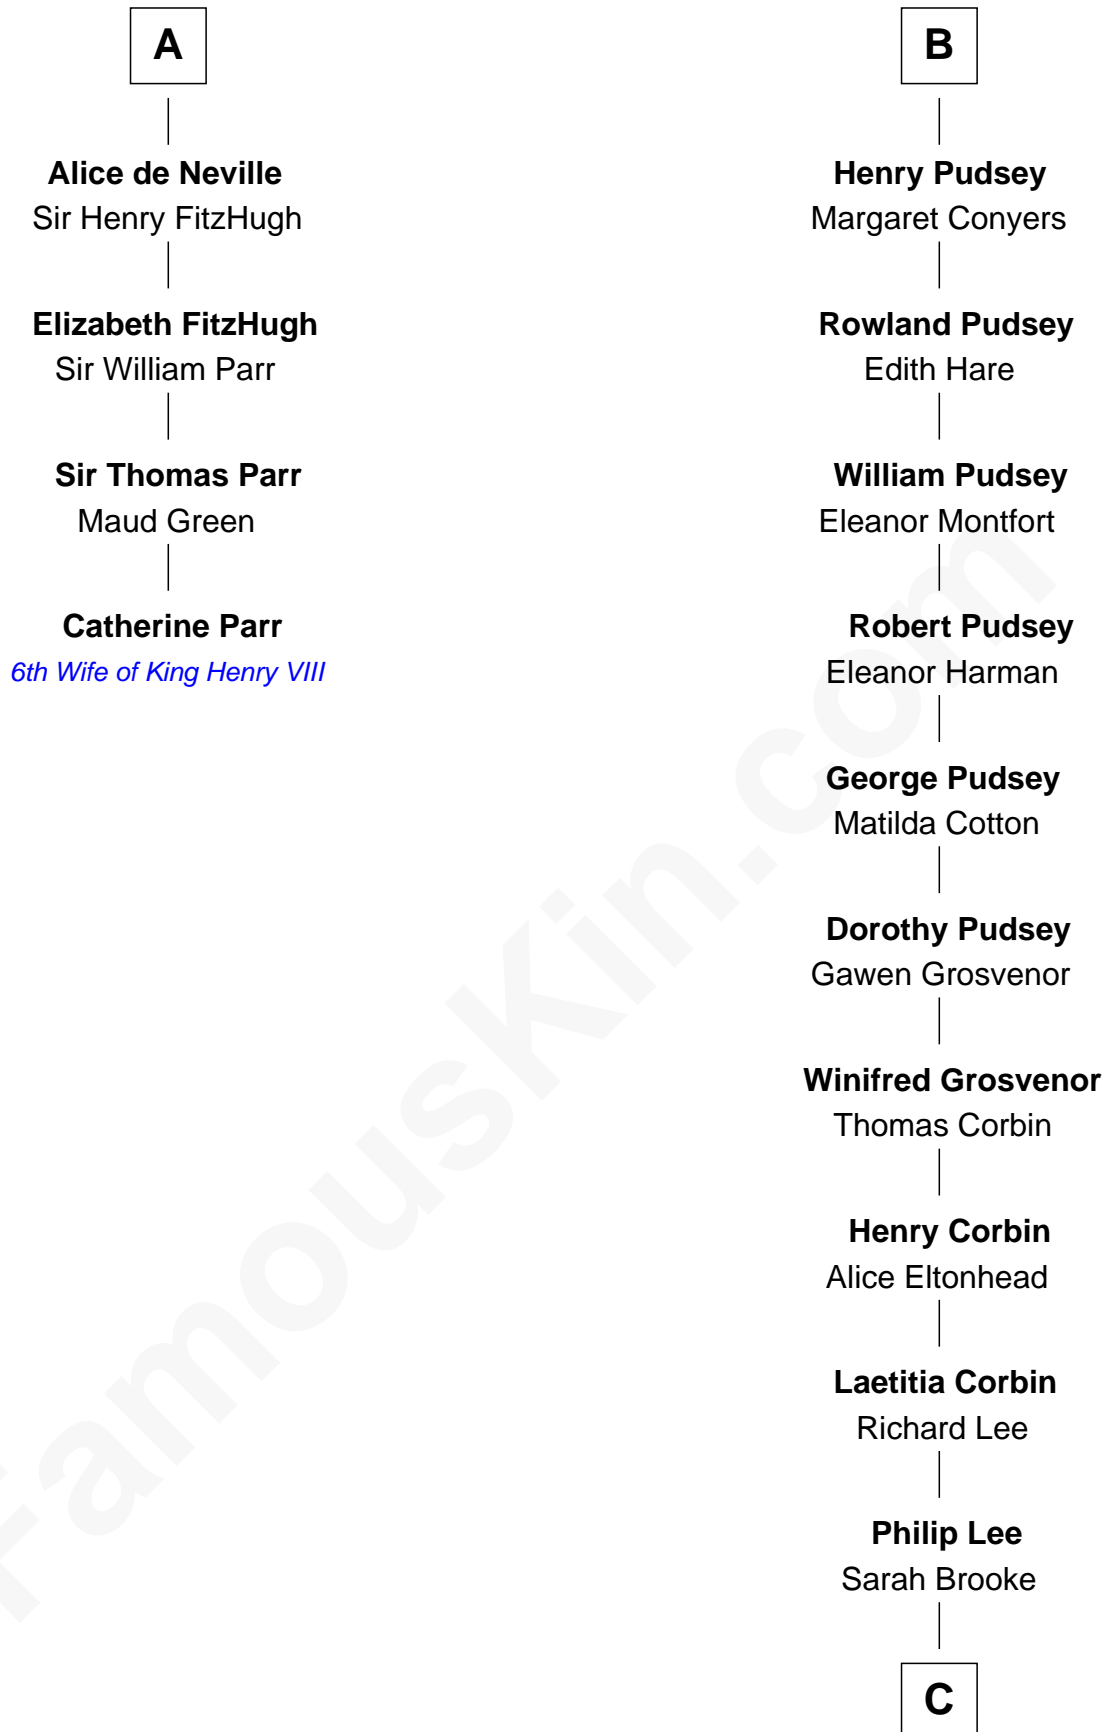 A
Alice de Neville
Sir Henry FitzHugh
Elizabeth FitzHugh
Sir William Parr
Sir Thomas Parr
Maud Green
Catherine Parr
6th Wife of King Henry VIII
B
Henry Pudsey
Margaret Conyers
Rowland Pudsey
Edith Hare
William Pudsey
Eleanor Montfort
Robert Pudsey
Eleanor Harman
George Pudsey
Matilda Cotton
Dorothy Pudsey
Gawen Grosvenor
Winifred Grosvenor
Thomas Corbin
Henry Corbin
Alice Eltonhead
Laetitia Corbin
Richard Lee
Philip Lee
Sarah Brooke
C
FamousKin.com